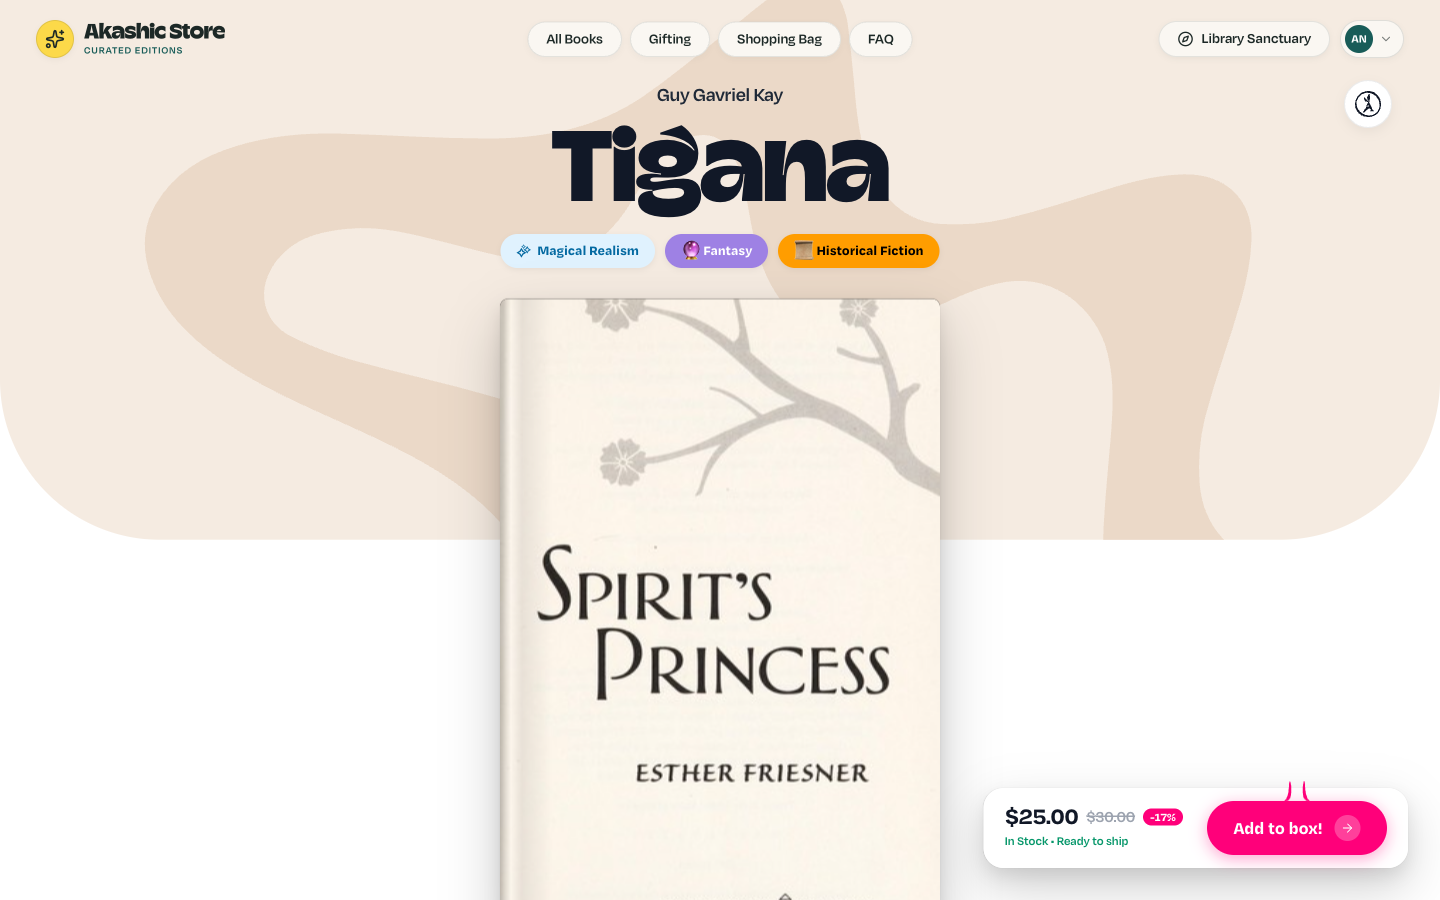 Akashic Store
CURATED EDITIONS
All Books
Gifting
Shopping Bag
FAQ
Library Sanctuary
AN
Guy Gavriel Kay
Tigana
Magical Realism
Fantasy
Historical Fiction
SPIRIT'S
PRINCESS
ESTHER FRIESNER
$25.00 $30.00 -17%
In Stock • Ready to ship
Add to box!